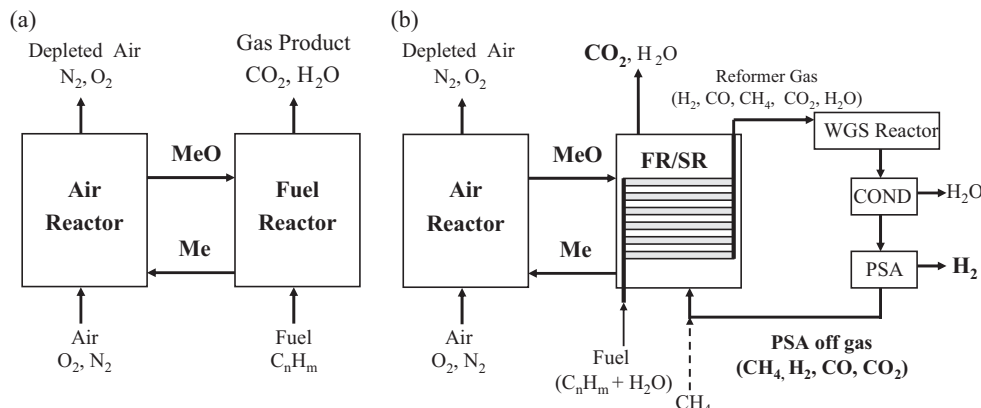 (a)
Depleted Air
N₂, O₂
Gas Product
CO₂, H₂O
MeO
Air
Reactor
Fuel
Reactor
Me
Air
O₂, N₂
Fuel
CₙHₘ
(b)
Depleted Air
N₂, O₂
CO₂, H₂O
Reformer Gas
(H₂, CO, CH₄, CO₂, H₂O)
WGS Reactor
MeO
FR/SR
Air
Reactor
COND
H₂O
Me
PSA
H₂
Air
O₂, N₂
Fuel
(CₙHₘ + H₂O)
PSA off gas
(CH₄, H₂, CO, CO₂)
CH₄